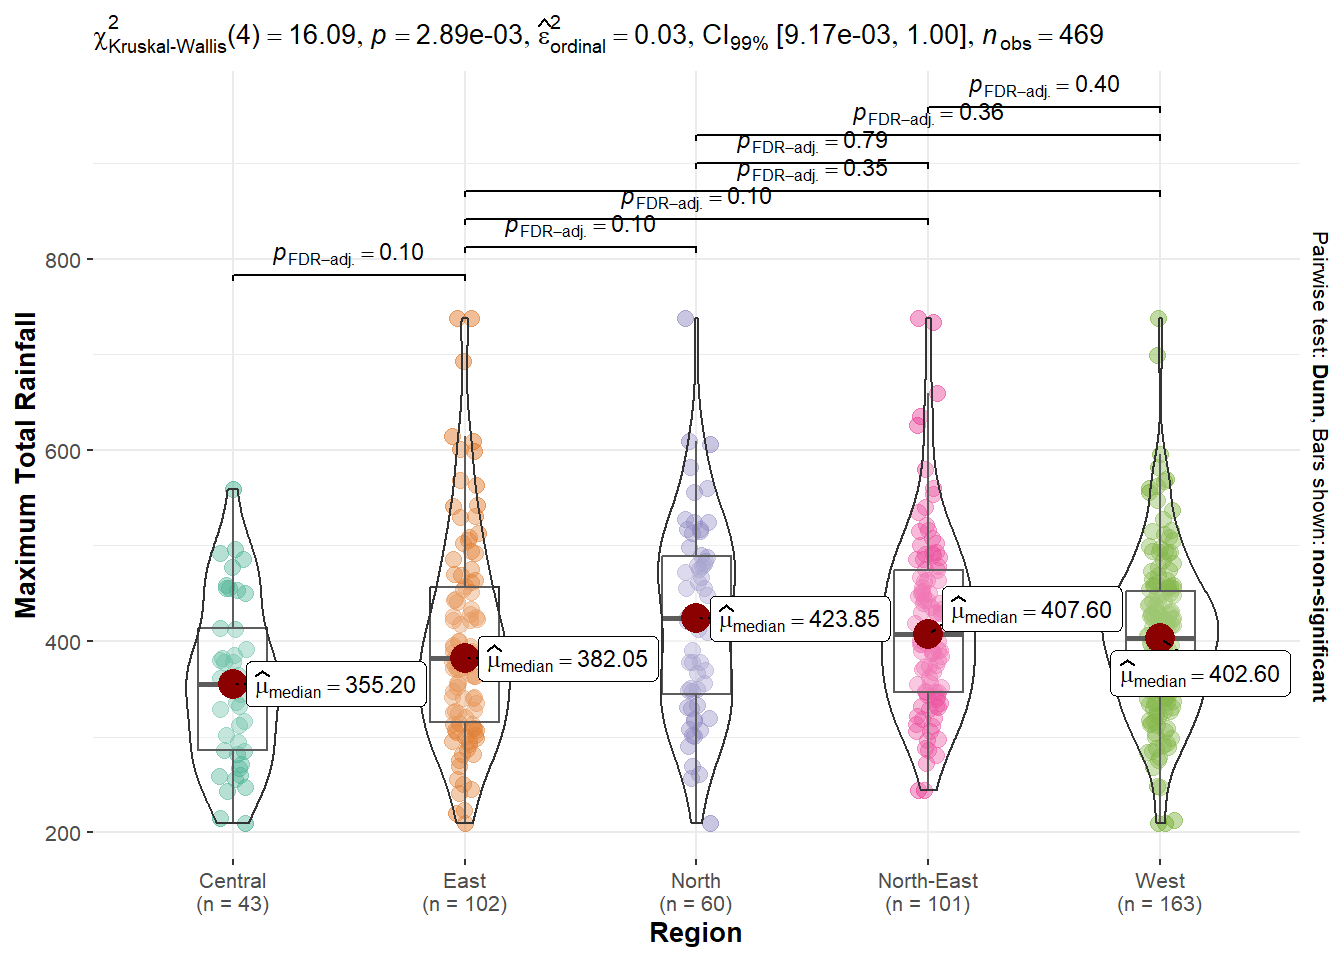 χ²Kruskal-Wallis(4) = 16.09, p = 2.89e-03, ε̂²ordinal = 0.03, CI99% [9.17e-03, 1.00], nobs = 469
pFDR–adj. = 0.40
pFDR–adj. = 0.36
pFDR–adj. = 0.79
pFDR–adj. = 0.35
pFDR–adj. = 0.10
pFDR–adj. = 0.10
pFDR–adj. = 0.10
800
600
400
200
Maximum Total Rainfall
μ̂median = 355.20
μ̂median = 382.05
μ̂median = 423.85
μ̂median = 407.60
μ̂median = 402.60
Pairwise test: Dunn, Bars shown: non-significant
Central
(n = 43)
East
(n = 102)
North
(n = 60)
North-East
(n = 101)
West
(n = 163)
Region